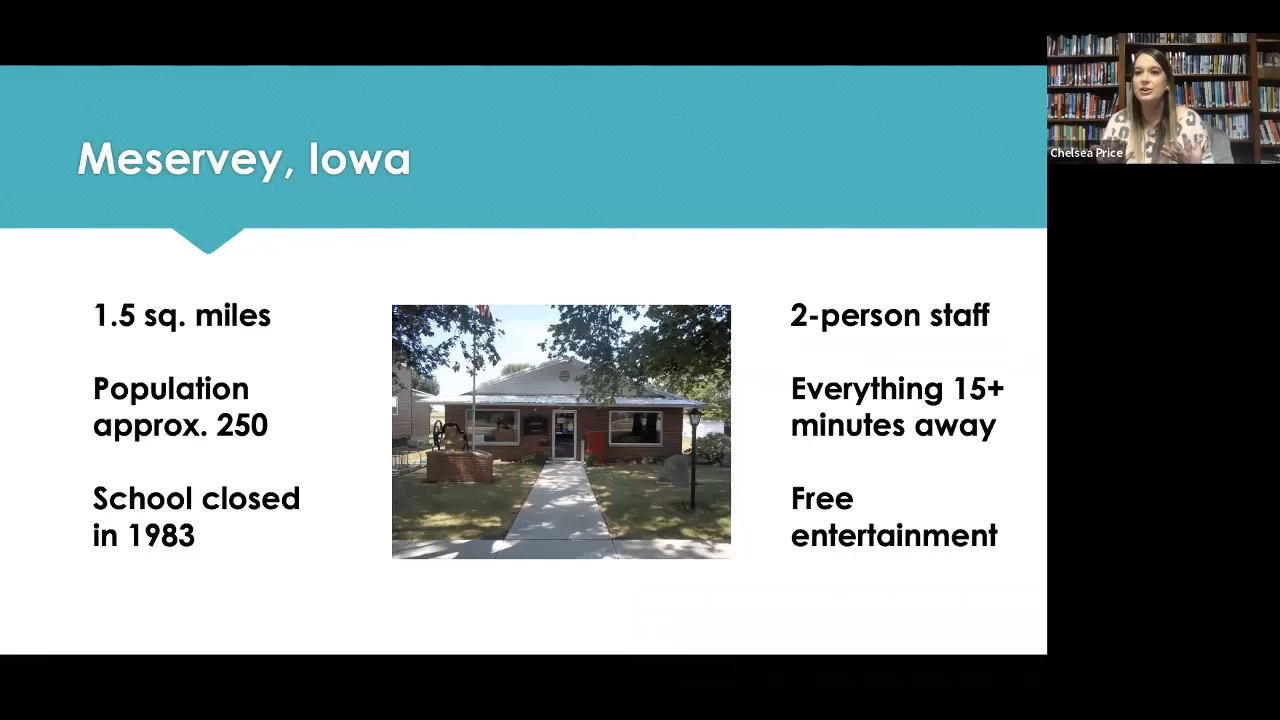 Meservey, Iowa
1.5 sq. miles
Population
approx. 250
School closed
in 1983
2-person staff
Everything 15+
minutes away
Free
entertainment
Chelsea Price